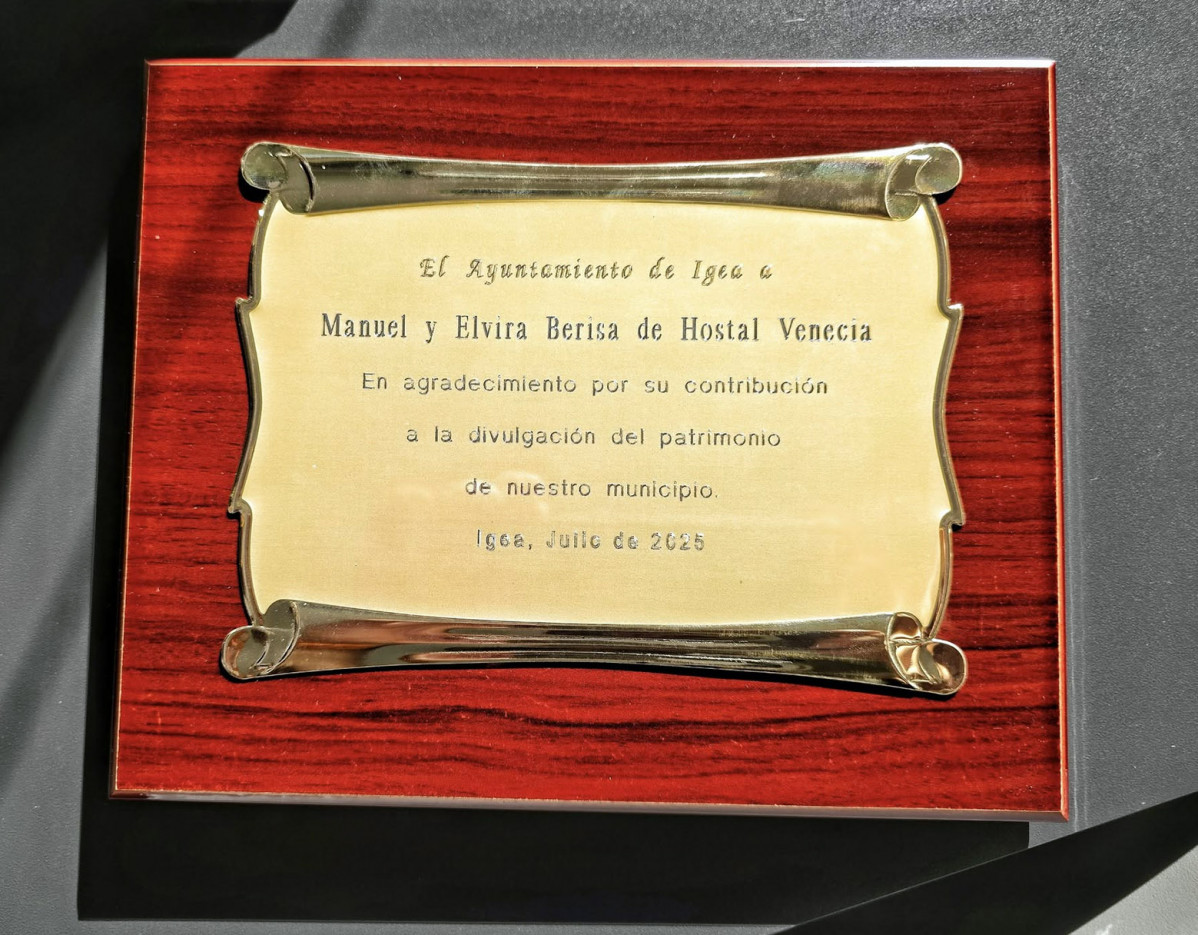 El Ayuntamiento de Igea a
Manuel y Elvira Berisa de Hostal Venecia
En agradecimiento por su contribución
a la divulgación del patrimonio
de nuestro municipio.
Igea, Julio de 2025